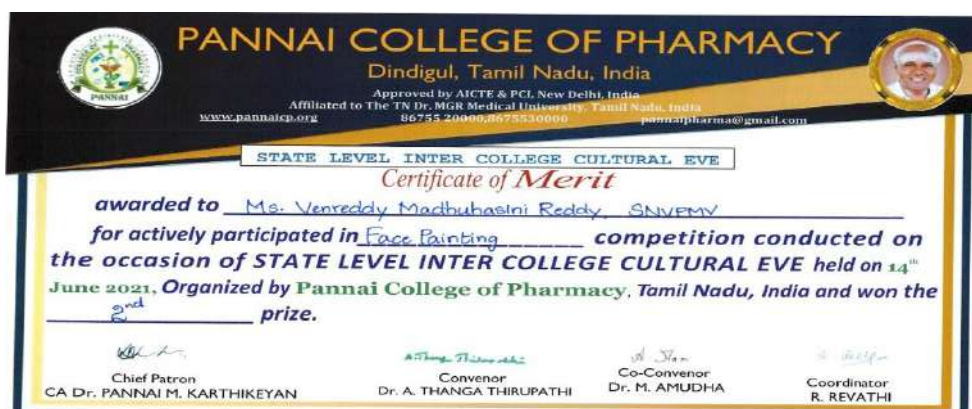 PANNAI COLLEGE OF PHARMACY
Dindigul, Tamil Nadu, India
Approved by AICTE & PCI, New Delhi, India
Affiliated to The TN Dr. MGR Medical University, Tamil Nadu, India
www.pannaicp.org 86755 20000,8675530000 pannaipharma@gmail.com
PANNAI
STATE LEVEL INTER COLLEGE CULTURAL EVE
Certificate of Merit
awarded to Ms. Venreddy Madhuhasini Reddy, SNVPMV
for actively participated in Face Painting competition conducted on
the occasion of STATE LEVEL INTER COLLEGE CULTURAL EVE held on 14th
June 2021, Organized by Pannai College of Pharmacy, Tamil Nadu, India and won the
2nd prize.
Chief Patron
CA Dr. PANNAI M. KARTHIKEYAN
Convenor
Dr. A. THANGA THIRUPATHI
Co-Convenor
Dr. M. AMUDHA
Coordinator
R. REVATHI